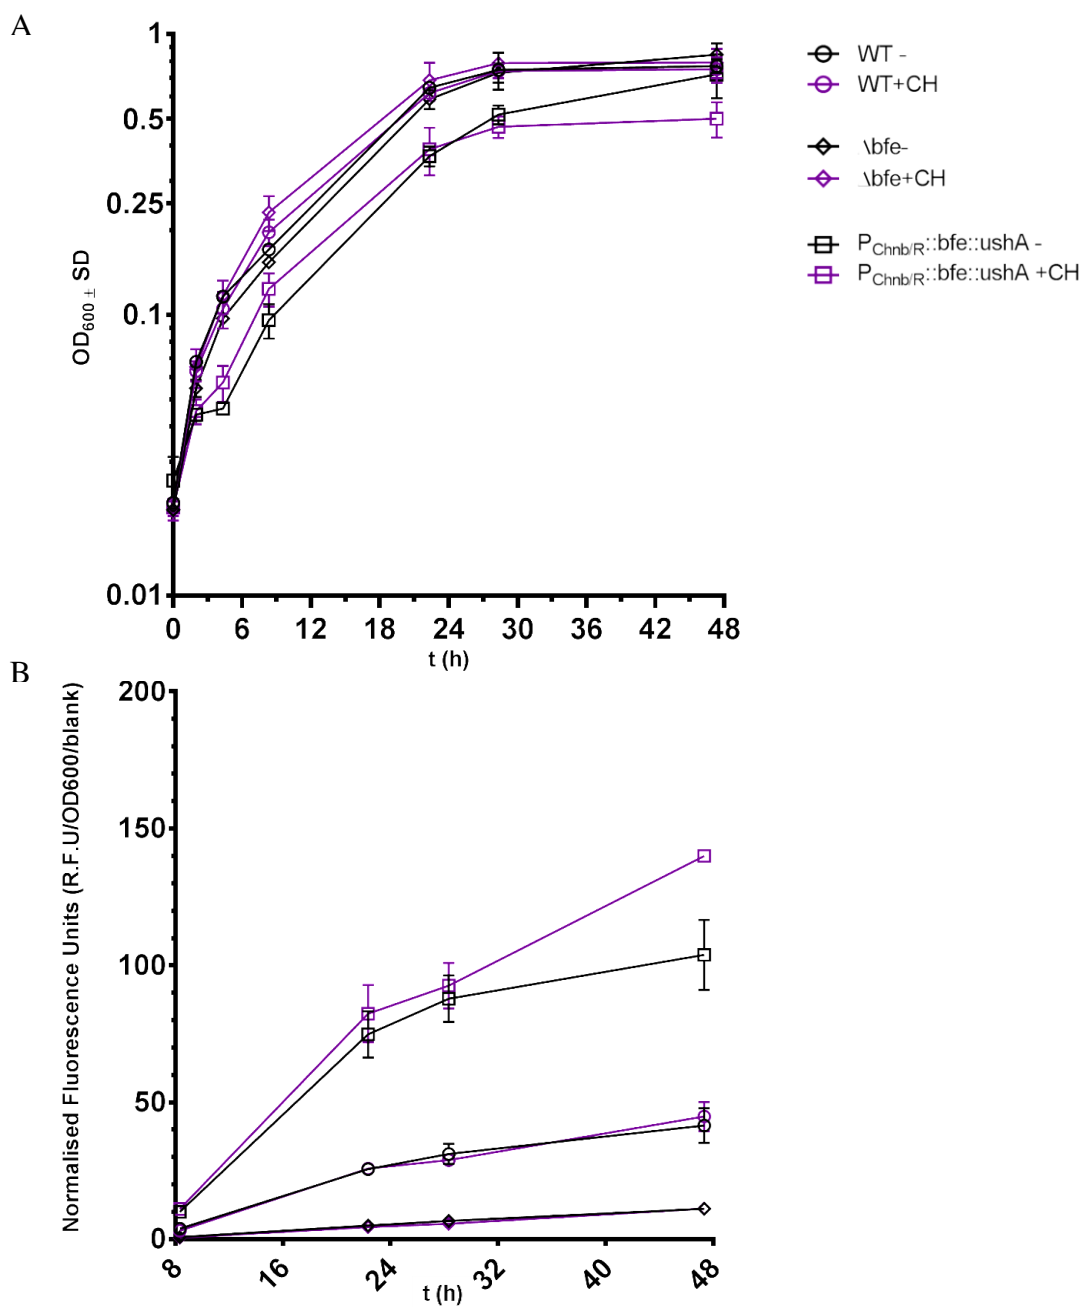 A
1
0.5
0.25
0.1
0.01
OD600 ± SD
0 6 12 18 24 30 36 42 48
t (h)
WT -
WT+CH
\bfe-
△bfe+CH
PChnb/R::bfe::ushA -
PChnb/R::bfe::ushA +CH
B
Normalised Fluorescence Units (R.F.U/OD600/blank)
200
150
100
50
0
8 16 24 32 40 48
t (h)